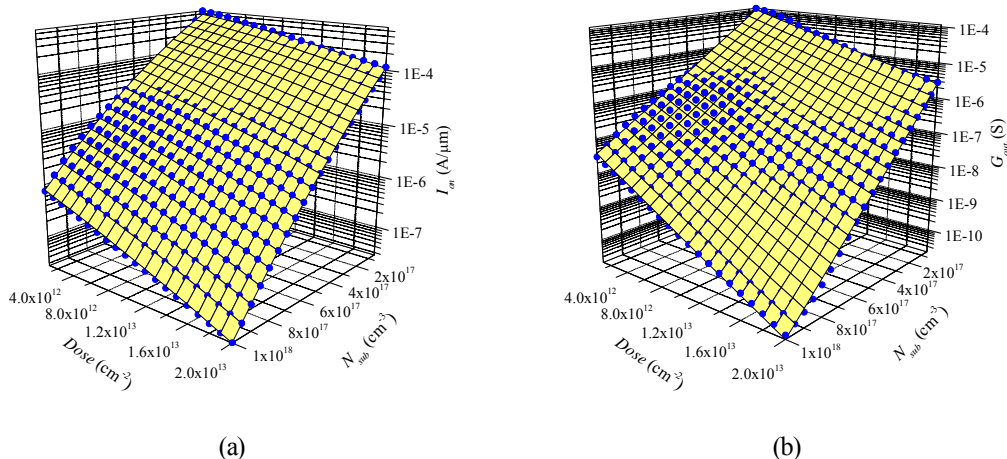 1E-4
1E-5
1E-6
1E-7
I on (A/μm)
2x10^17
4x10^17
6x10^17
8x10^17
1x10^18
N sub (cm^-3)
4.0x10^12
8.0x10^12
1.2x10^13
1.6x10^13
2.0x10^13
Dose (cm^-2)
(a)
1E-4
1E-5
1E-6
1E-7
1E-8
1E-9
1E-10
G out (S)
2x10^17
4x10^17
6x10^17
8x10^17
1x10^18
N sub (cm^-3)
4.0x10^12
8.0x10^12
1.2x10^13
1.6x10^13
2.0x10^13
Dose (cm^-2)
(b)